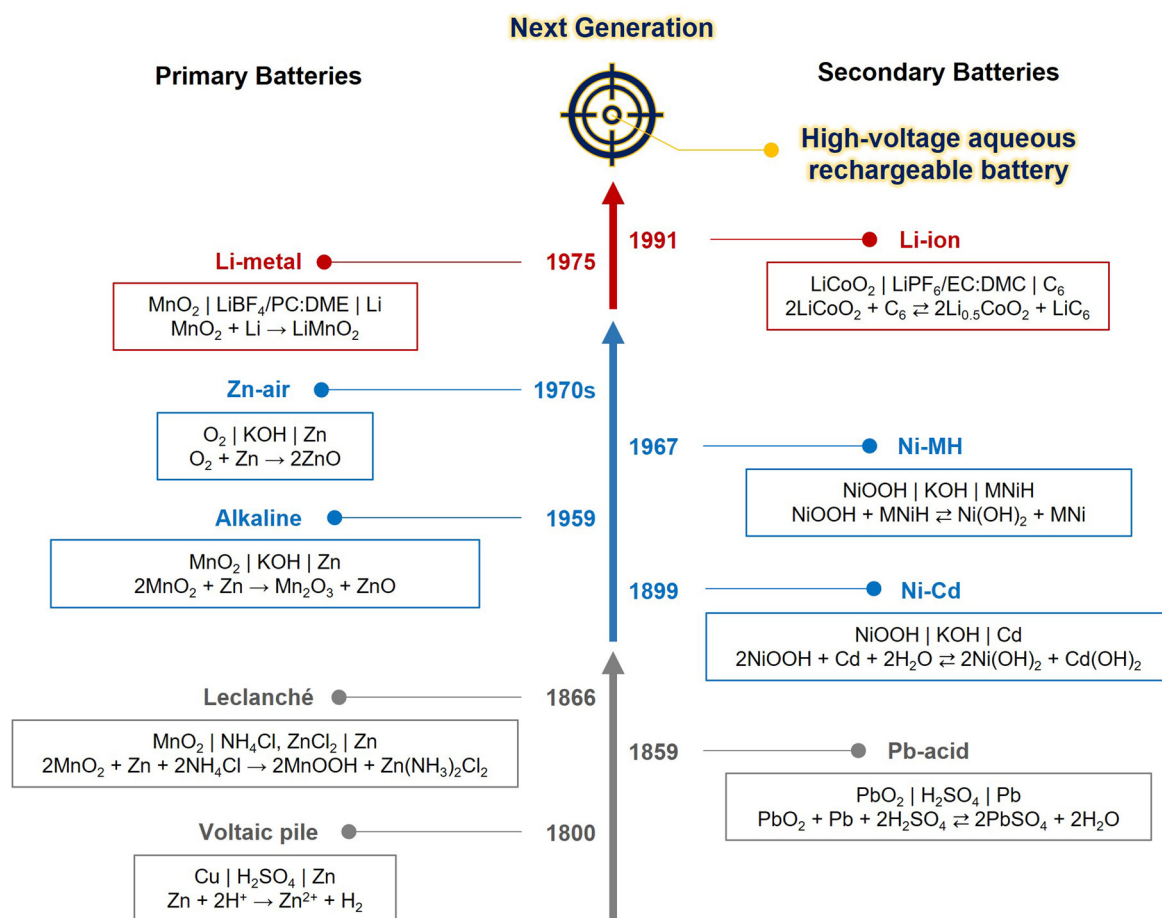 Next Generation
Primary Batteries
Secondary Batteries
High-voltage aqueous
rechargeable battery
1991
Li-ion
LiCoO₂ | LiPF₆/EC:DMC | C₆
2LiCoO₂ + C₆ ⇄ 2Li₀.₅CoO₂ + LiC₆
Li-metal
1975
MnO₂ | LiBF₄/PC:DME | Li
MnO₂ + Li → LiMnO₂
Zn-air
1970s
O₂ | KOH | Zn
O₂ + Zn → 2ZnO
1967
Ni-MH
NiOOH | KOH | MNiH
NiOOH + MNiH ⇄ Ni(OH)₂ + MNi
Alkaline
1959
MnO₂ | KOH | Zn
2MnO₂ + Zn → Mn₂O₃ + ZnO
1899
Ni-Cd
NiOOH | KOH | Cd
2NiOOH + Cd + 2H₂O ⇄ 2Ni(OH)₂ + Cd(OH)₂
Leclanché
1866
MnO₂ | NH₄Cl, ZnCl₂ | Zn
2MnO₂ + Zn + 2NH₄Cl → 2MnOOH + Zn(NH₃)₂Cl₂
1859
Pb-acid
PbO₂ | H₂SO₄ | Pb
PbO₂ + Pb + 2H₂SO₄ ⇄ 2PbSO₄ + 2H₂O
Voltaic pile
1800
Cu | H₂SO₄ | Zn
Zn + 2H⁺ → Zn²⁺ + H₂